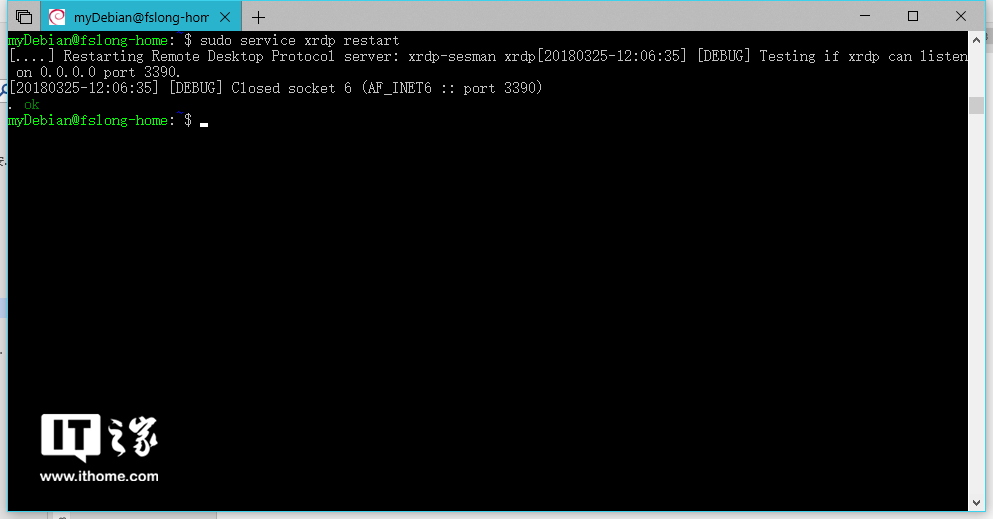 myDebian@fslong-hom
myDebian@fslong-home:~$ sudo service xrdp restart
[....] Restarting Remote Desktop Protocol server: xrdp-sesman xrdp[20180325-12:06:35] [DEBUG] Testing if xrdp can listen
on 0.0.0.0 port 3390.
[20180325-12:06:35] [DEBUG] Closed socket 6 (AF_INET6 :: port 3390)
. ok
myDebian@fslong-home:~$
IT之家
www.ithome.com